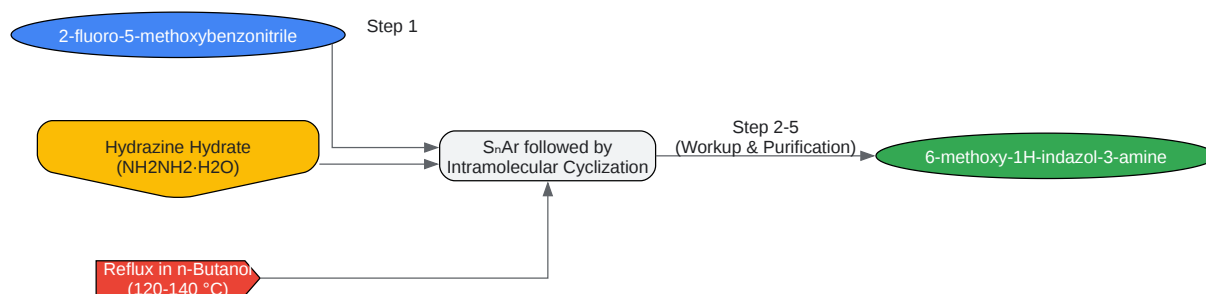 2-fluoro-5-methoxybenzonitrile
Step 1
Hydrazine Hydrate
(NH2NH2·H2O)
SₙAr followed by
Intramolecular Cyclization
Step 2-5
(Workup & Purification)
6-methoxy-1H-indazol-3-amine
Reflux in n-Butanol
(120-140 °C)